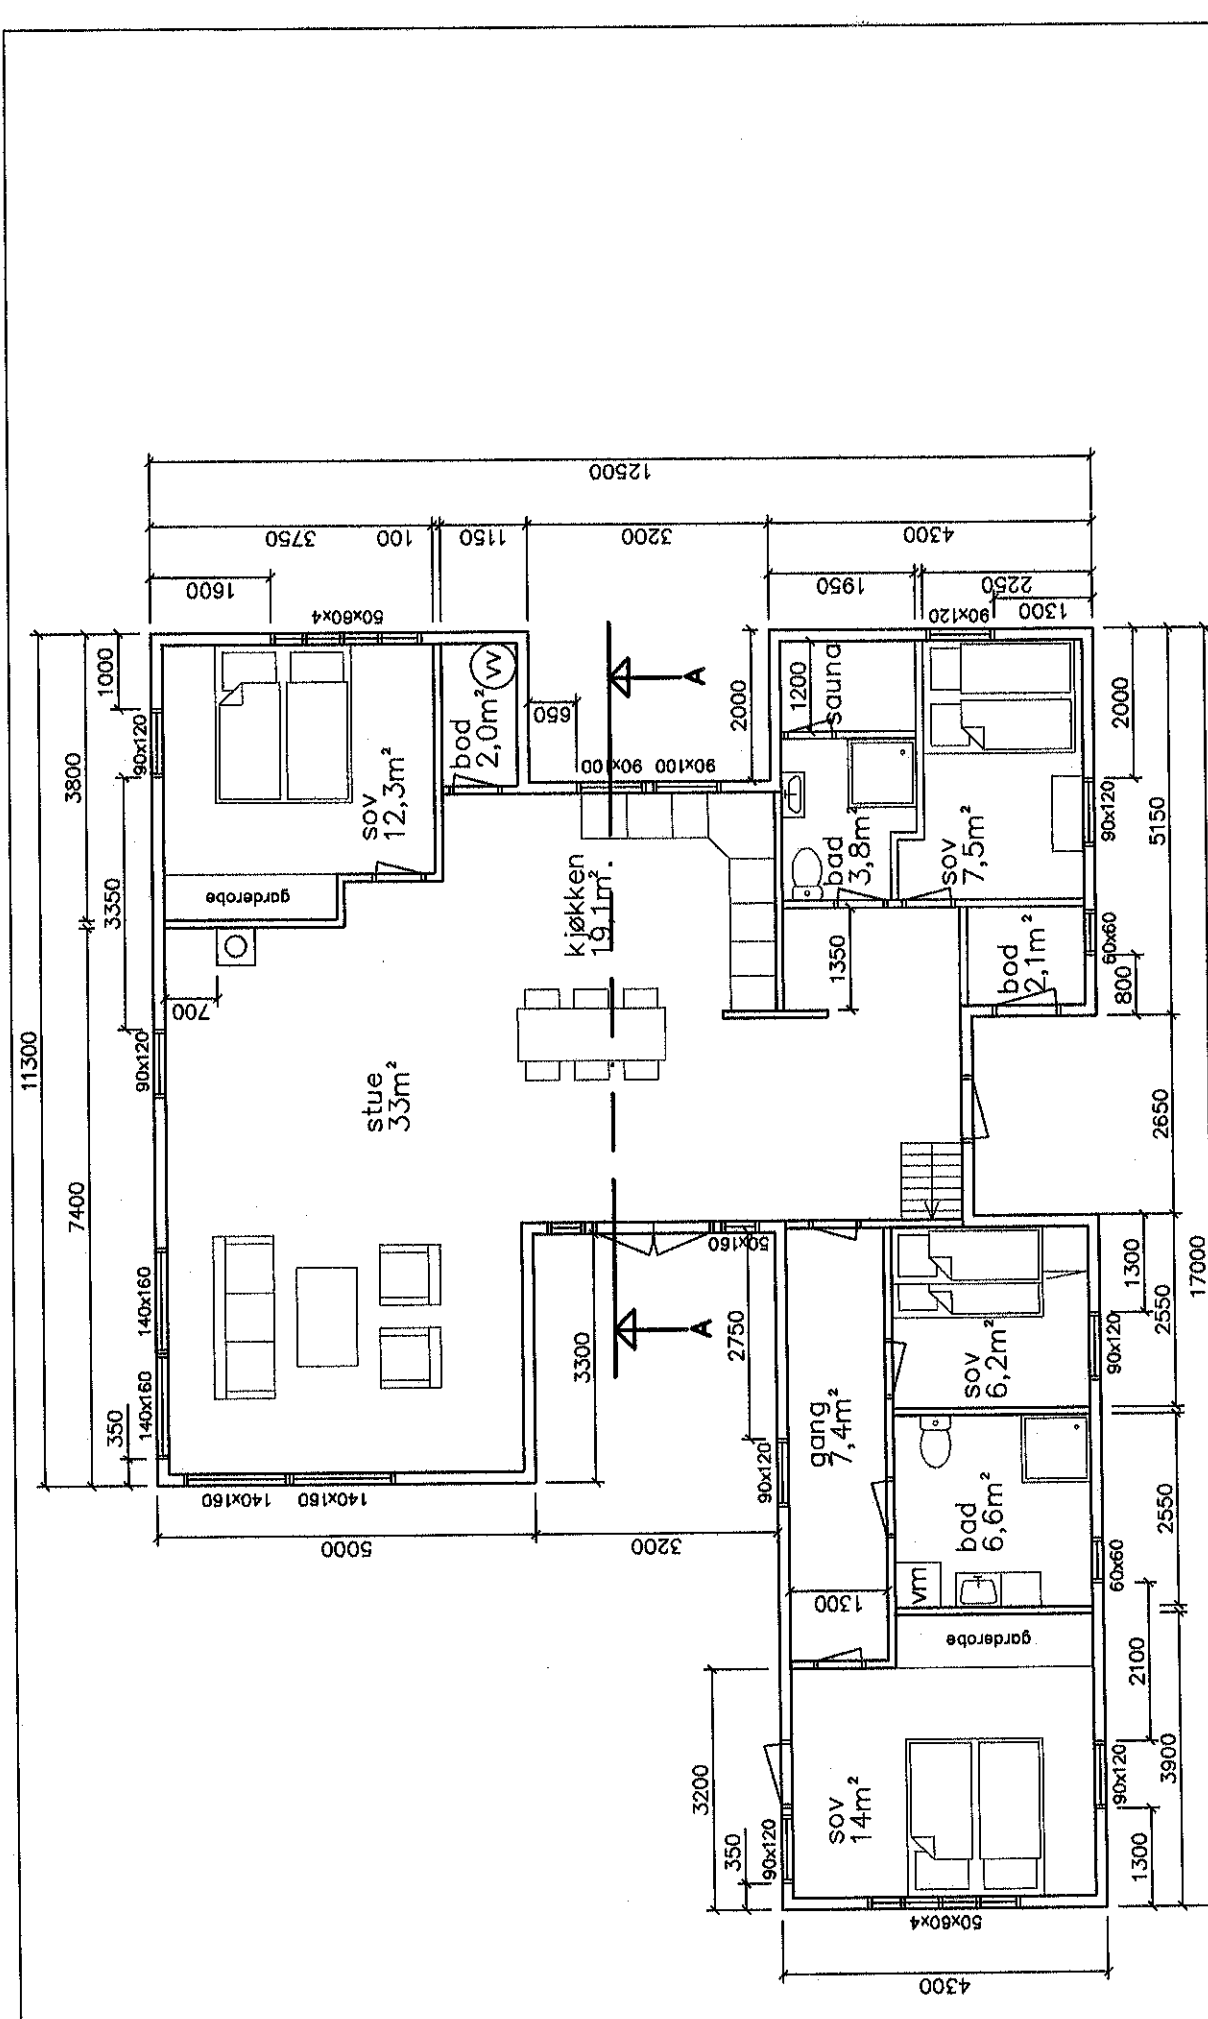 11300
3800
7400
1000
3350
350
90x120
90x120
140x160
140x160
12500
3750
100
1150
3200
4300
1600
1950
2250
1300
50x60x4
90x120
sov
12,3m²
garderobe
bod
2,0m²
VV
700
650
2000
90x100
90x100
kjøkken
19,1m².
A
stue
33m²
1200
sauna
bad
3,8m²
sov
7,5m²
1350
bod
2,1m²
2000
90x120
5150
60x60
800
2650
140x160
140x160
5000
3200
3300
2750
50x160
A
90x120
gang
7,4m²
1300
sov
6,2m²
1300
2550
90x120
17000
bad
6,6m²
vm
2550
60x60
garderobe
2100
3900
3200
350
90x120
sov
14m²
90x120
1300
50x60x4
4300